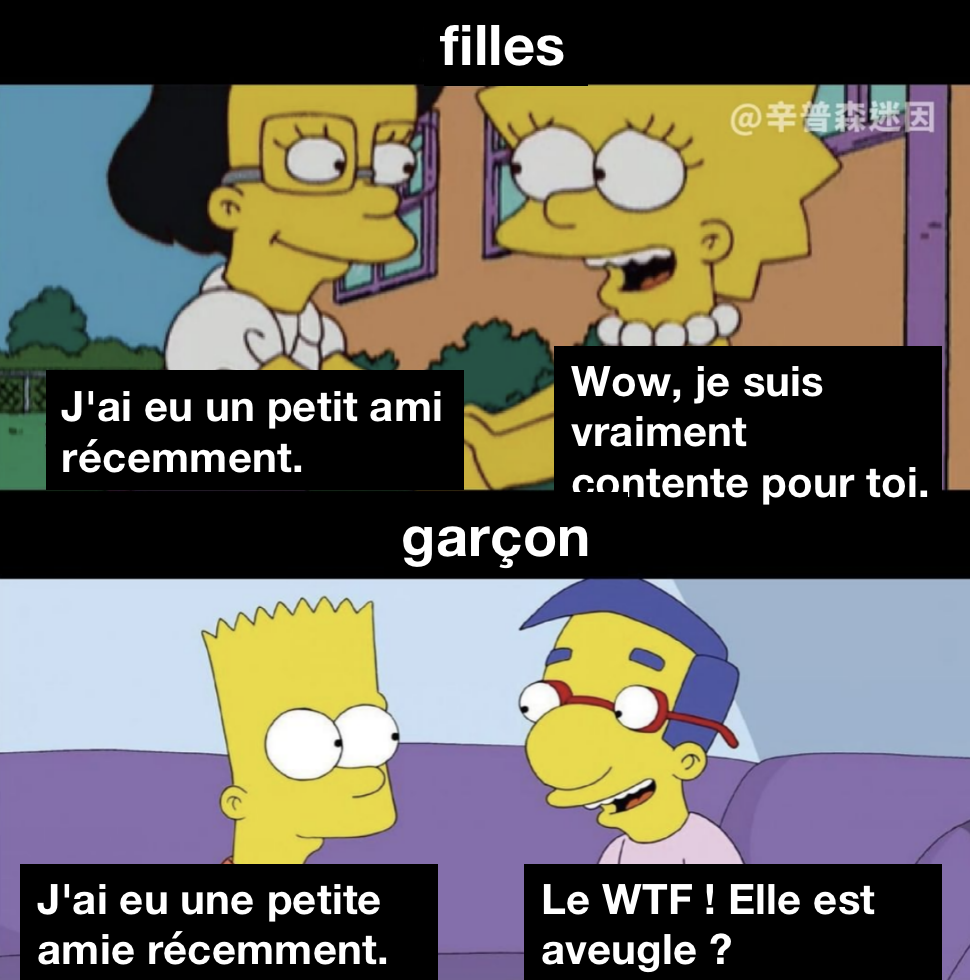 filles
@辛普森迷因
J'ai eu un petit ami
récemment.
Wow, je suis
vraiment
contente pour toi.
garçon
J'ai eu une petite
amie récemment.
Le WTF ! Elle est
aveugle ?